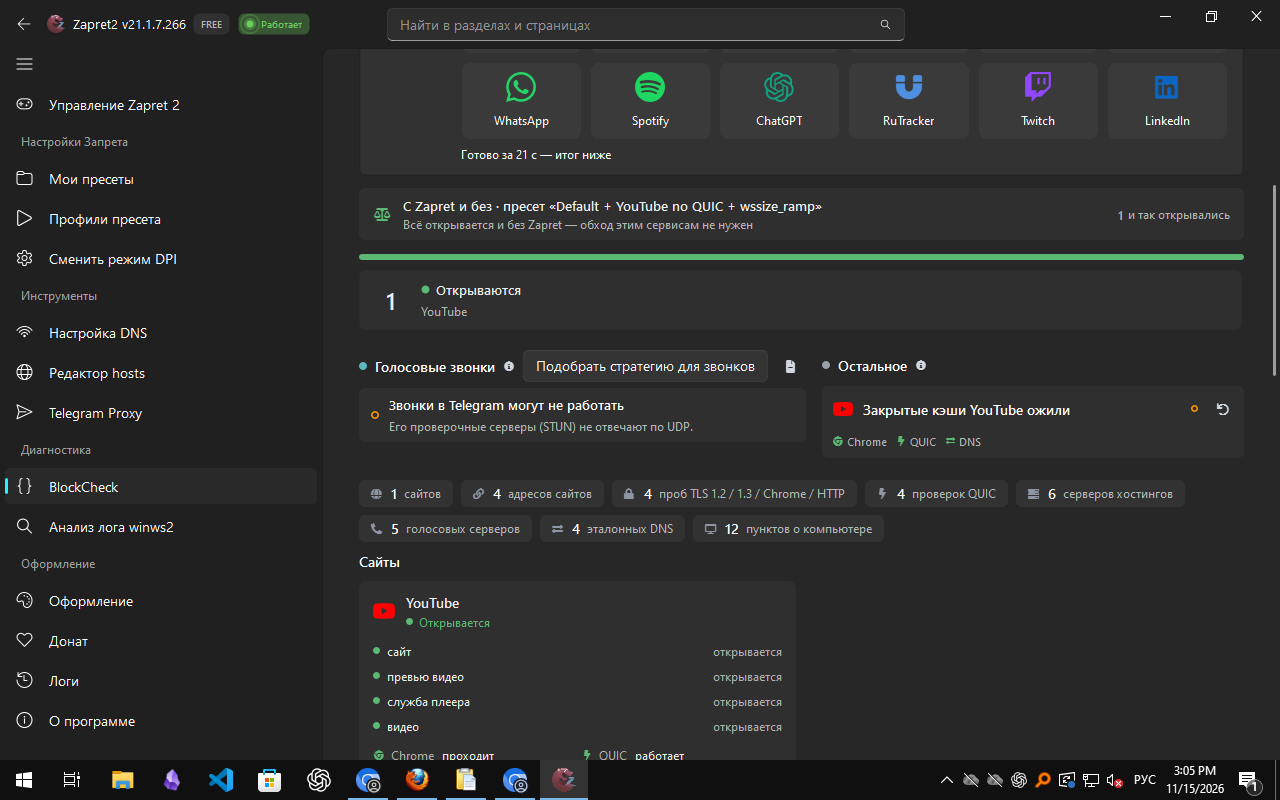 Zapret2 v21.1.7.266 FREE Работает
Найти в разделах и страницах
Управление Zapret 2
Настройки Запрета
Мои пресеты
Профили пресета
Сменить режим DPI
Инструменты
Настройка DNS
Редактор hosts
Telegram Proxy
Диагностика
BlockCheck
Анализ лога winws2
Оформление
Оформление
Донат
Логи
О программе
WhatsApp Spotify ChatGPT RuTracker Twitch LinkedIn
Готово за 21 с — итог ниже
С Zapret и без · пресет «Default + YouTube по QUIC + wssize_ramp»
Всё открывается и без Zapret — обход этим сервисам не нужен
1 и так открывались
1 Открываются
YouTube
Голосовые звонки Подобрать стратегию для звонков
Звонки в Telegram могут не работать
Его проверочные серверы (STUN) не отвечают по UDP.
Остальное
Закрытые кэши YouTube ожили
Chrome QUIC DNS
1 сайтов 4 адресов сайтов 4 проб TLS 1.2 / 1.3 / Chrome / HTTP 4 проверок QUIC 6 серверов хостингов
5 голосовых серверов 4 эталонных DNS 12 пунктов о компьютере
Сайты
YouTube
Открывается
сайт открывается
превью видео открывается
служба плеера открывается
видео открывается
Chrome проходит QUIC работает
РУС
3:05 PM
11/15/2026
1